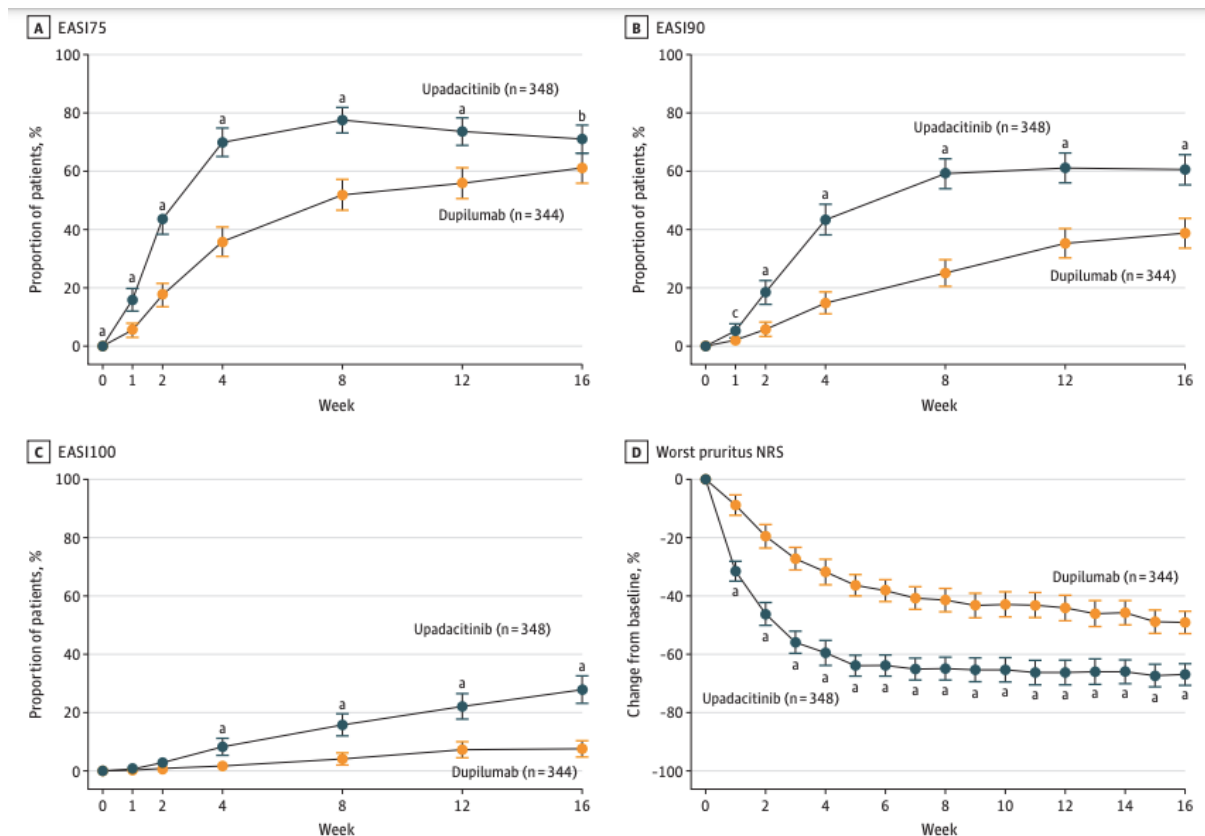 A EASI75
100
80
60
40
20
0
Proportion of patients, %
a
a
a
a
a
a
b
Upadacitinib (n = 348)
Dupilumab (n = 344)
0 1 2 4 8 12 16
Week
B EASI90
100
80
60
40
20
0
Proportion of patients, %
c
a
a
a
a
a
Upadacitinib (n = 348)
Dupilumab (n = 344)
0 1 2 4 8 12 16
Week
C EASI100
100
80
60
40
20
0
Proportion of patients, %
a
a
a
a
Upadacitinib (n = 348)
Dupilumab (n = 344)
0 1 2 4 8 12 16
Week
D Worst pruritus NRS
0
-20
-40
-60
-80
-100
Change from baseline, %
Dupilumab (n = 344)
a a a a a a a a a a a a a a a a
Upadacitinib (n = 348)
0 2 4 6 8 10 12 14 16
Week